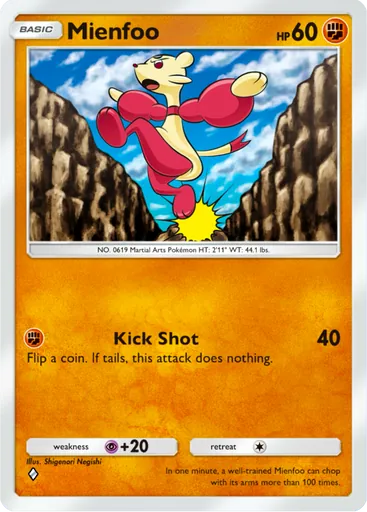 BASIC Mienfoo HP 60
NO. 0619 Martial Arts Pokémon HT: 2'11" WT: 44.1 lbs.
Kick Shot 40
Flip a coin. If tails, this attack does nothing.
weakness +20 retreat
Illus. Shigenori Negishi
In one minute, a well-trained Mienfoo can chop
with its arms more than 100 times.